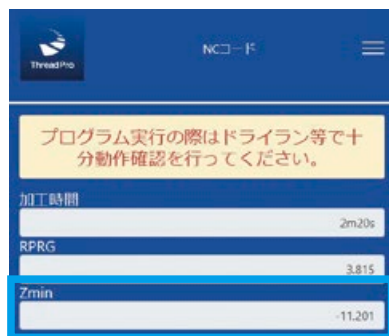 ThreadPro
NCコード
プログラム実行の際はドライラン等で十
分動作確認を行ってください。
加工時間
2m20s
RPRG
3.815
Zmin
-11.201